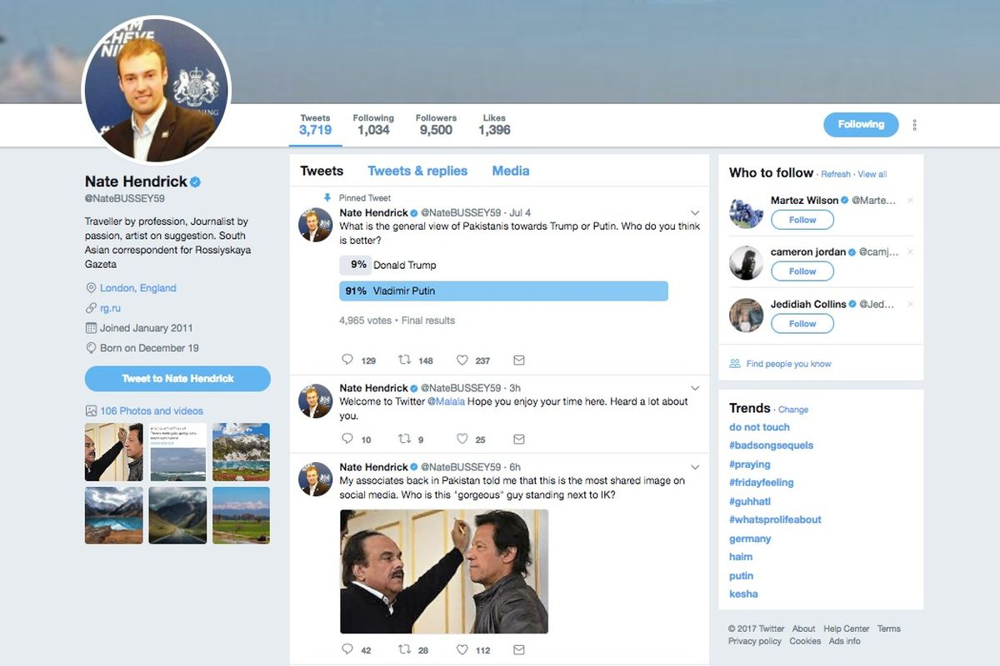 I AM
CHEVE
NIN
NING
Tweets
3,719
Following
1,034
Followers
9,500
Likes
1,396
Following
Nate Hendrick
@NateBUSSEY59
Traveller by profession, Journalist by
passion, artist on suggestion. South
Asian correspondent for Rossiyskaya
Gazeta
London, England
rg.ru
Joined January 2011
Born on December 19
Tweet to Nate Hendrick
106 Photos and videos
Tweets
Tweets & replies
Media
Pinned Tweet
Nate Hendrick @NateBUSSEY59 · Jul 4
What is the general view of Pakistanis towards Trump or Putin. Who do you think
is better?
9% Donald Trump
91% Vladimir Putin
4,965 votes • Final results
129 148 237
Nate Hendrick @NateBUSSEY59 · 3h
Welcome to Twitter @Malala Hope you enjoy your time here. Heard a lot about
you.
10 9 25
Nate Hendrick @NateBUSSEY59 · 6h
My associates back in Pakistan told me that this is the most shared image on
social media. Who is this "gorgeous" guy standing next to IK?
42 28 112
Who to follow · Refresh · View all
Martez Wilson @Marte...
Follow
cameron jordan @camj...
Follow
Jedidiah Collins @Jed...
Follow
Find people you know
Trends · Change
do not touch
#badsongsequels
#praying
#fridayfeeling
#guhhatl
#whatsprolifeabout
germany
haim
putin
kesha
© 2017 Twitter About Help Center Terms
Privacy policy Cookies Ads info